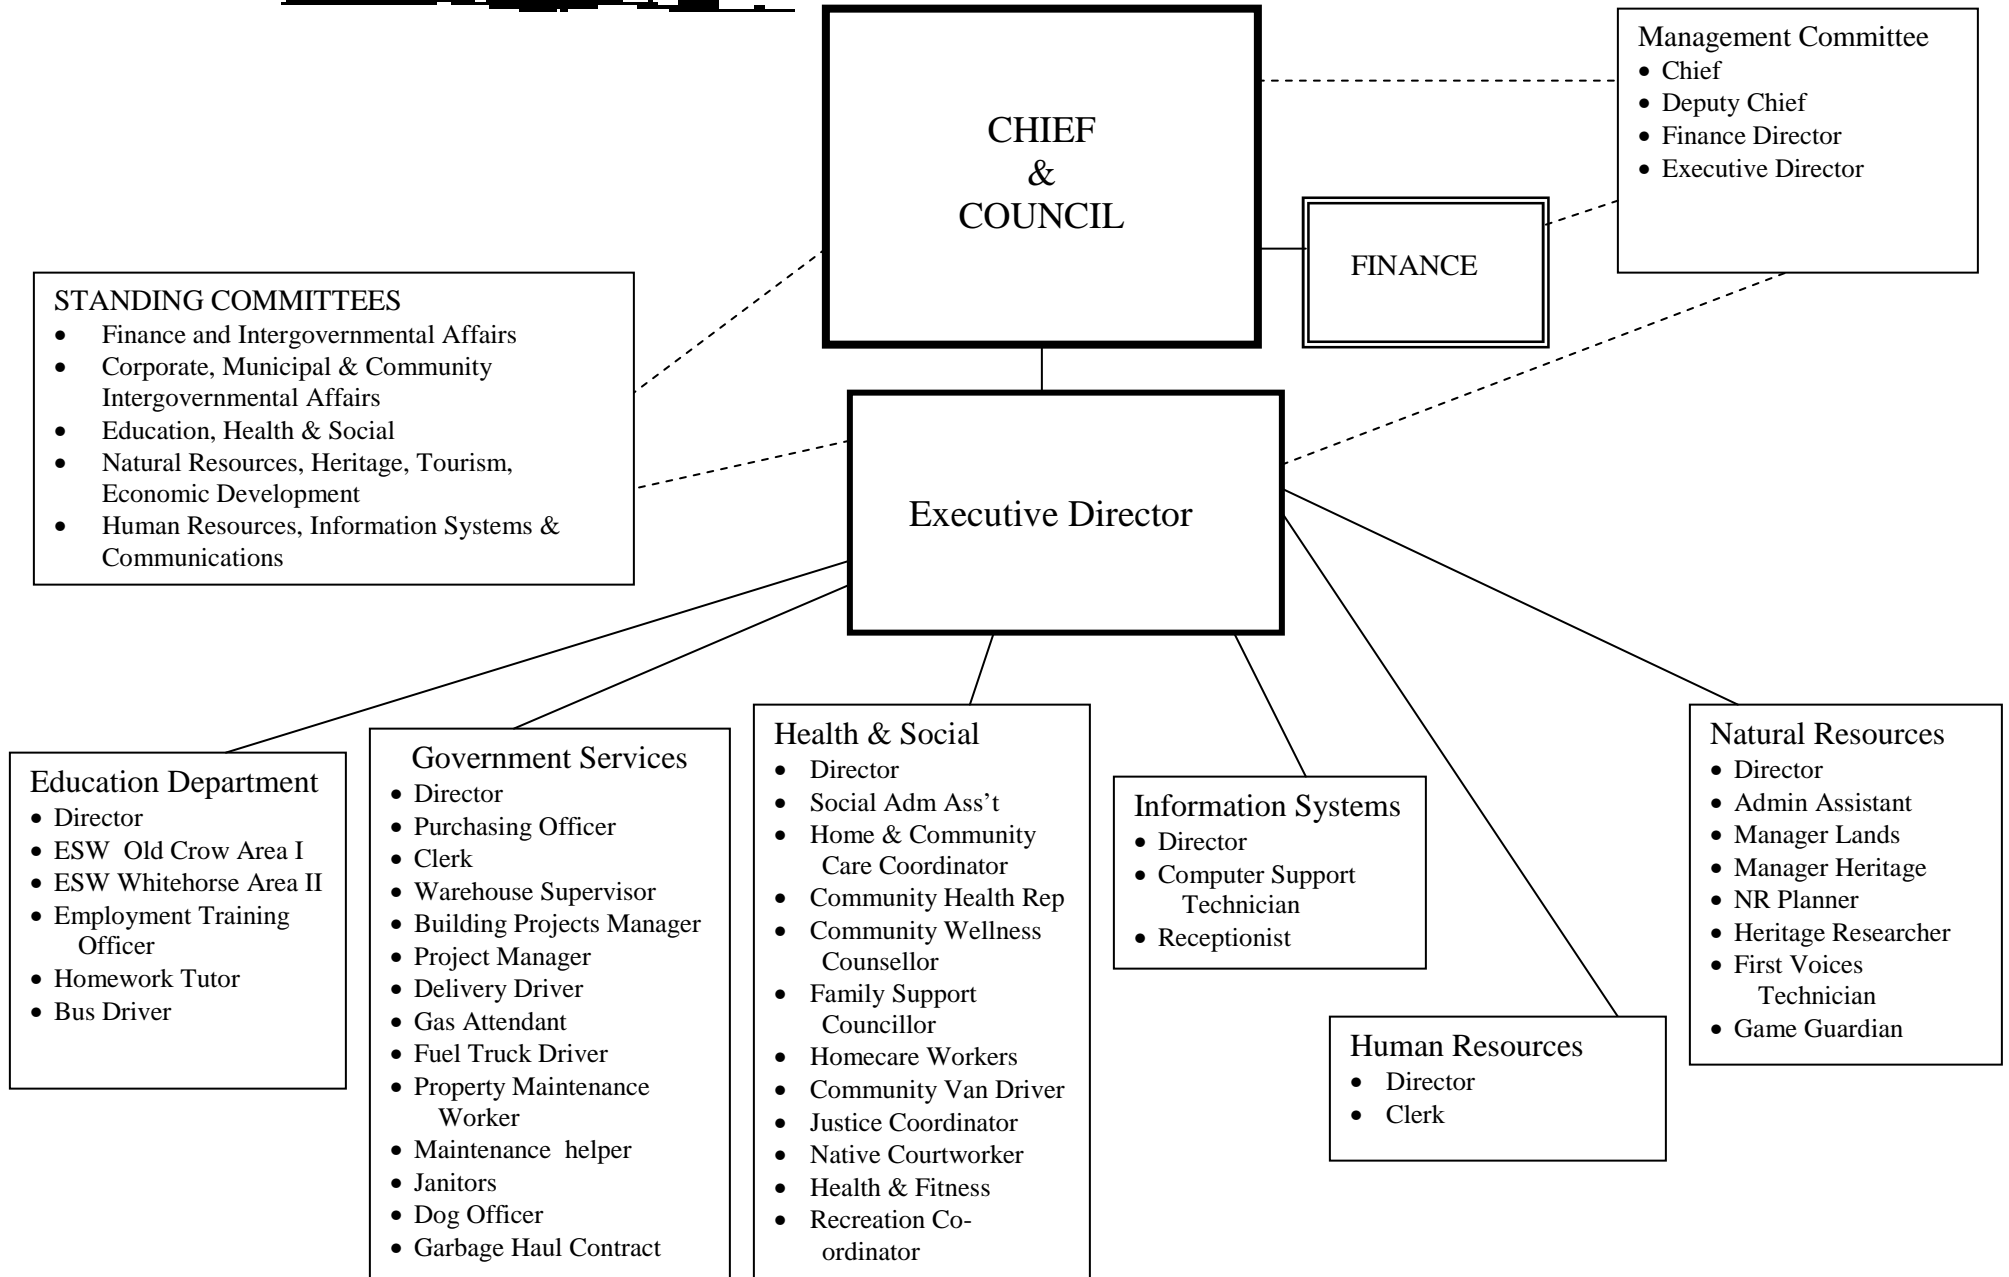 CHIEF
&
COUNCIL
Management Committee
• Chief
• Deputy Chief
• Finance Director
• Executive Director
FINANCE
STANDING COMMITTEES
• Finance and Intergovernmental Affairs
• Corporate, Municipal & Community
Intergovernmental Affairs
• Education, Health & Social
• Natural Resources, Heritage, Tourism,
Economic Development
• Human Resources, Information Systems &
Communications
Executive Director
Education Department
• Director
• ESW Old Crow Area I
• ESW Whitehorse Area II
• Employment Training
Officer
• Homework Tutor
• Bus Driver
Government Services
• Director
• Purchasing Officer
• Clerk
• Warehouse Supervisor
• Building Projects Manager
• Project Manager
• Delivery Driver
• Gas Attendant
• Fuel Truck Driver
• Property Maintenance
Worker
• Maintenance helper
• Janitors
• Dog Officer
• Garbage Haul Contract
Health & Social
• Director
• Social Adm Ass’t
• Home & Community
Care Coordinator
• Community Health Rep
• Community Wellness
Counsellor
• Family Support
Councillor
• Homecare Workers
• Community Van Driver
• Justice Coordinator
• Native Courtworker
• Health & Fitness
• Recreation Co-
ordinator
Information Systems
• Director
• Computer Support
Technician
• Receptionist
Human Resources
• Director
• Clerk
Natural Resources
• Director
• Admin Assistant
• Manager Lands
• Manager Heritage
• NR Planner
• Heritage Researcher
• First Voices
Technician
• Game Guardian